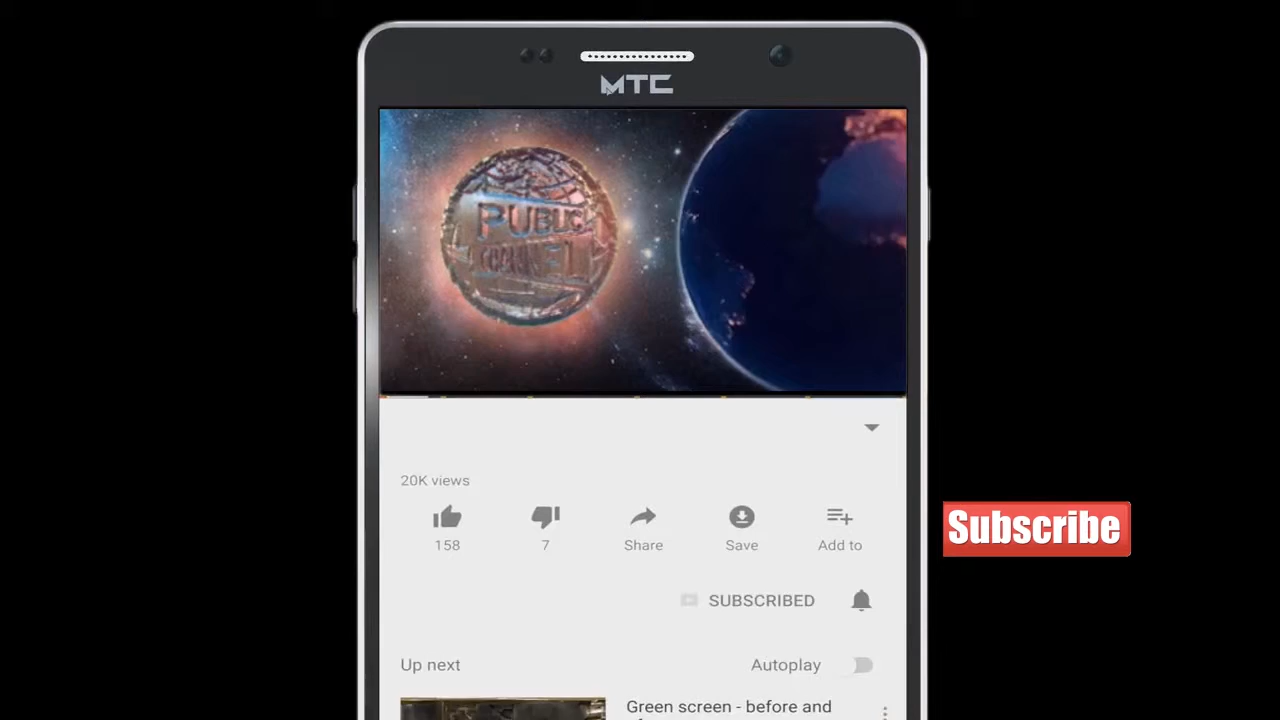 MTC
PUBLIC
CHANNEL
20K views
158
7
Share
Save
Add to
Subscribe
SUBSCRIBED
Up next
Autoplay
Green screen - before and